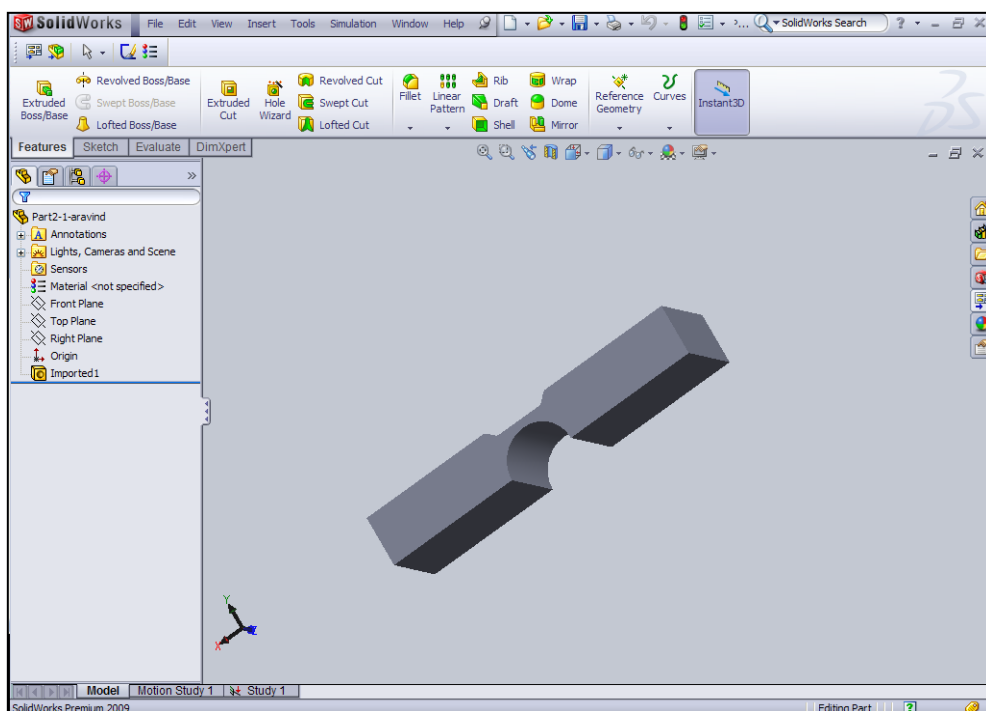 SW SolidWorks File Edit View Insert Tools Simulation Window Help ... SolidWorks Search ?
Extruded Boss/Base
Revolved Boss/Base
Swept Boss/Base
Lofted Boss/Base
Extruded Cut
Hole Wizard
Revolved Cut
Swept Cut
Lofted Cut
Fillet
Linear Pattern
Rib
Draft
Shell
Wrap
Dome
Mirror
Reference Geometry
Curves
Instant3D
Features Sketch Evaluate DimXpert
Part2-1-aravind
A Annotations
Lights, Cameras and Scene
Sensors
Material <not specified>
Front Plane
Top Plane
Right Plane
Origin
Imported1
Y
X
Z
Model Motion Study 1 Study 1
SolidWorks Premium 2009 Editing Part ?